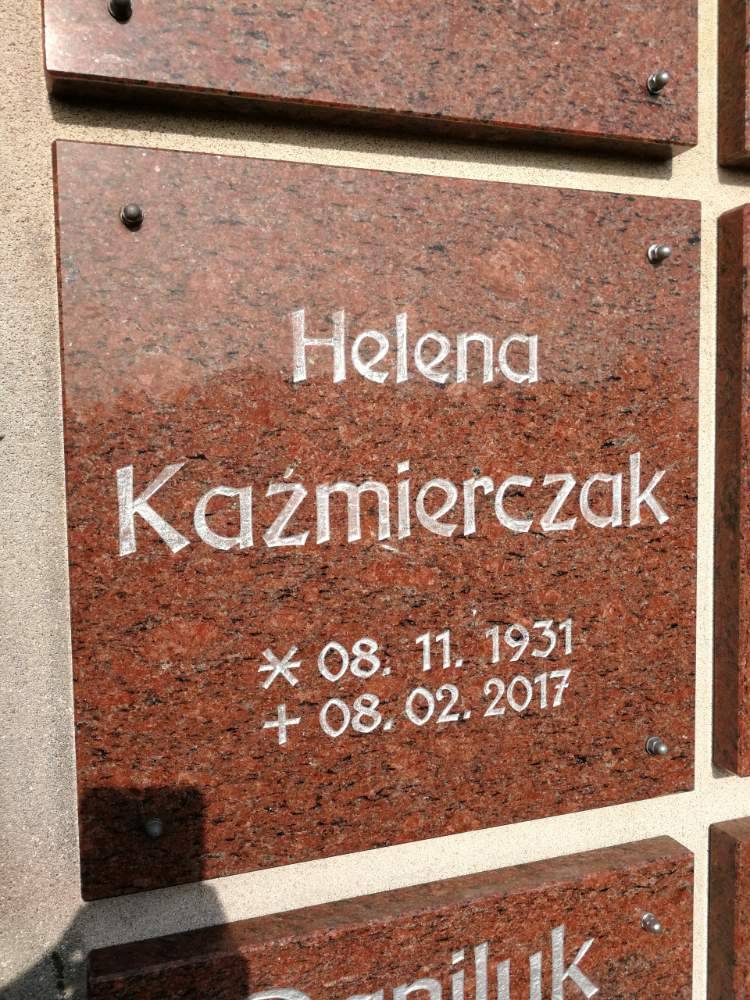 Helena
Kaźmierczak
* 08. 11. 1931
+ 08. 02. 2017